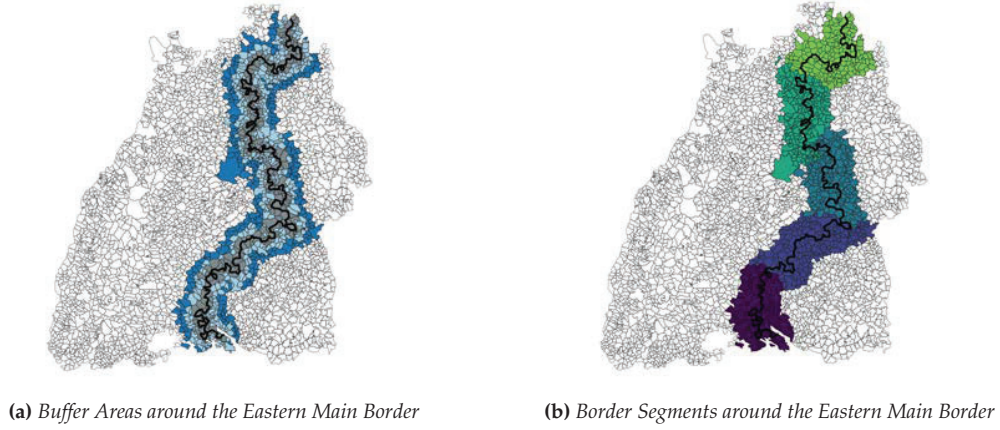 (a) Buffer Areas around the Eastern Main Border
(b) Border Segments around the Eastern Main Border